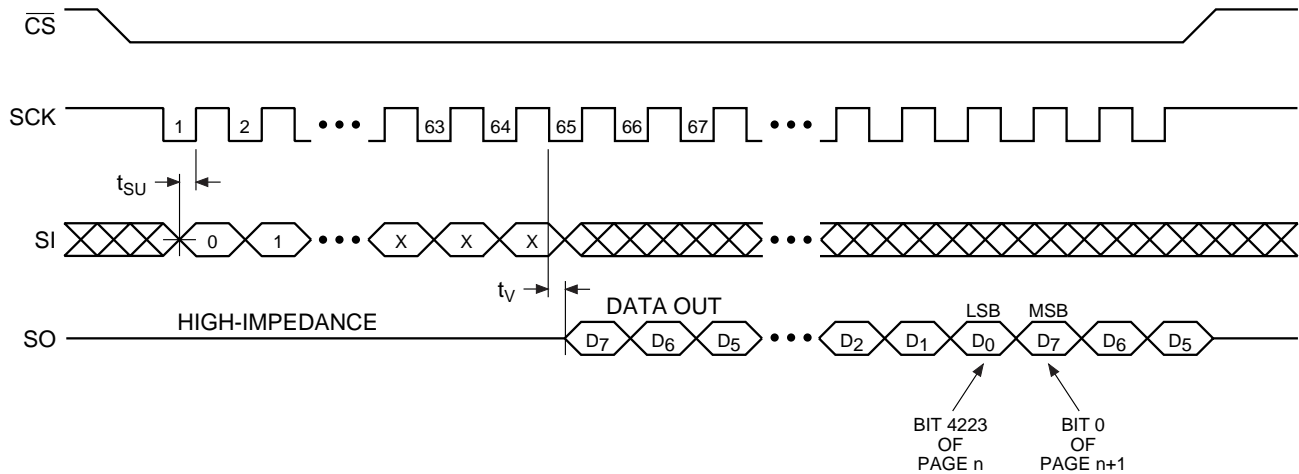 CS
SCK 1 2 ••• 63 64 65 66 67 •••
tSU
SI 0 1 ••• X X X •••
tV
DATA OUT
HIGH-IMPEDANCE
LSB MSB
SO D7 D6 D5 ••• D2 D1 D0 D7 D6 D5
BIT 4223
OF
PAGE n
BIT 0
OF
PAGE n+1